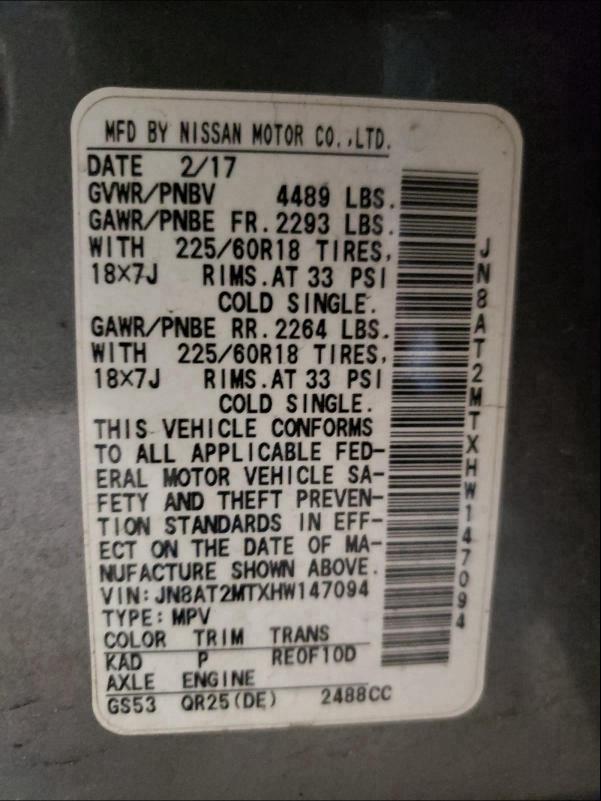 MFD BY NISSAN MOTOR CO.,LTD.
DATE 2/17
GVWR/PNBV 4489 LBS.
GAWR/PNBE FR. 2293 LBS.
WITH 225/60R18 TIRES,
18X7J RIMS. AT 33 PSI
COLD SINGLE.
GAWR/PNBE RR. 2264 LBS.
WITH 225/60R18 TIRES,
18X7J RIMS. AT 33 PSI
COLD SINGLE.
THIS VEHICLE CONFORMS
TO ALL APPLICABLE FED-
ERAL MOTOR VEHICLE SA-
FETY AND THEFT PREVEN-
TION STANDARDS IN EFF-
ECT ON THE DATE OF MA-
NUFACTURE SHOWN ABOVE.
VIN: JN8AT2MTXHW147094
TYPE: MPV
COLOR TRIM TRANS
KAD P RE0F10D
AXLE ENGINE
GS53 QR25(DE) 2488CC
JN8AT2MTXHW147094